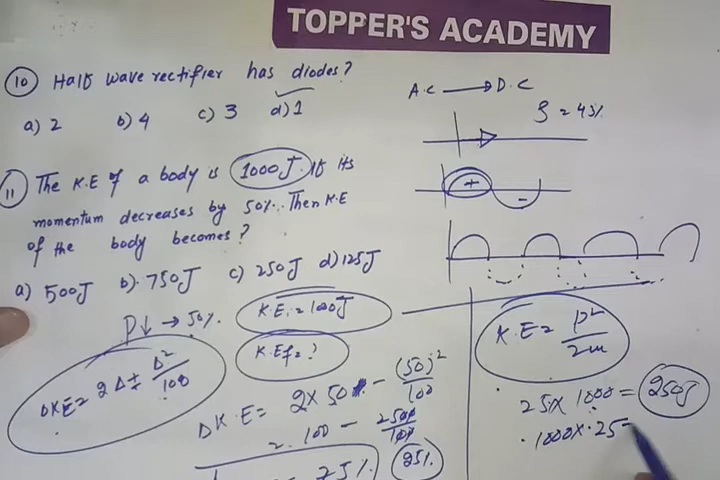 TOPPER'S ACADEMY
10 Half wave rectifier has diodes?
a) 2 b) 4 c) 3 d) 1
11 The K.E of a body is 1000J. If its
momentum decreases by 50%. Then K.E
of the body becomes?
a) 500J b). 750J c) 250J d) 125J
P↓ → 50%.
K.E1 = 1000J
K.Ef = ?
ΔKE = 2Δ ± Δ²/100
ΔK.E = 2×50 - (50)²/100
= 100 - 2500/100
= 25%.
25%
A.C → D.C
ζ = 43%
+
-
K.E = P²/2m
25% 1000 = 250J
1000×.25=